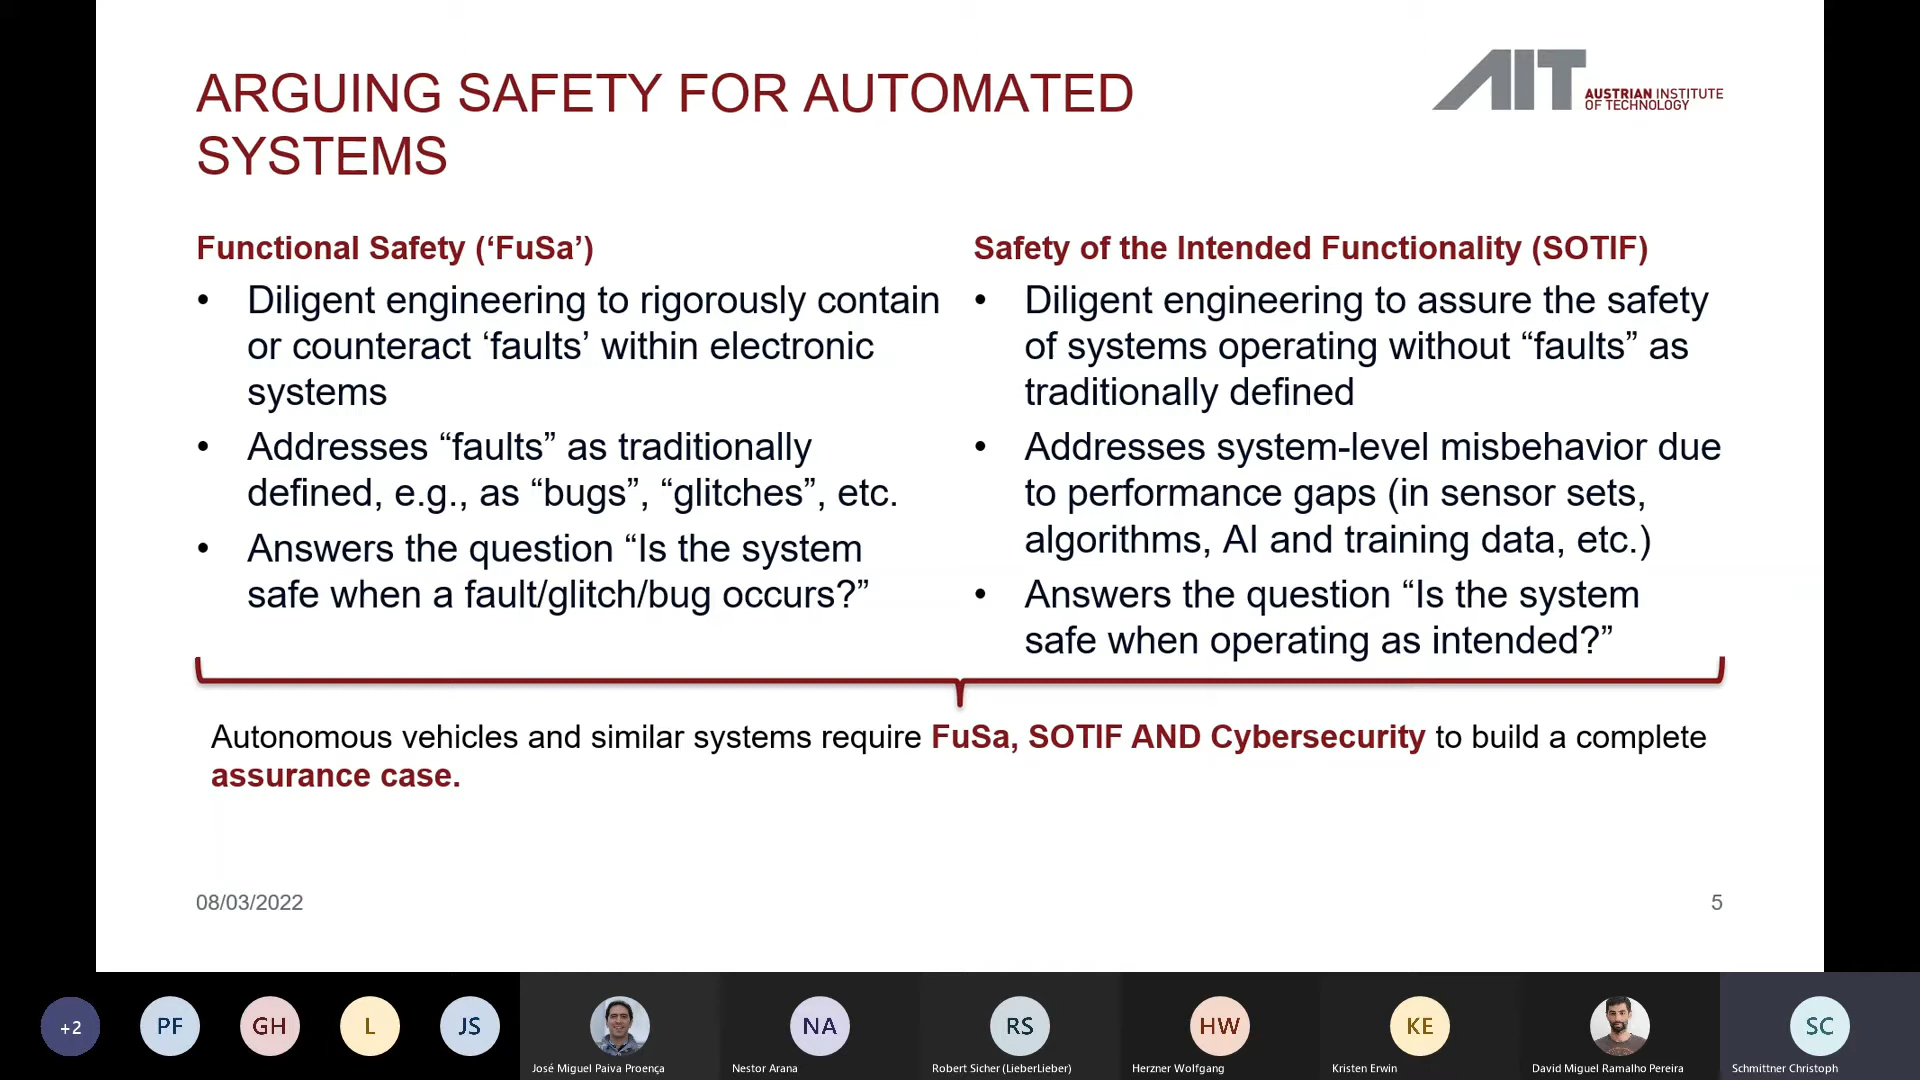 ARGUING SAFETY FOR AUTOMATED
SYSTEMS
AIT
AUSTRIAN INSTITUTE
OF TECHNOLOGY
Functional Safety (‘FuSa’)
• Diligent engineering to rigorously contain
or counteract ‘faults’ within electronic
systems
• Addresses “faults” as traditionally
defined, e.g., as “bugs”, “glitches”, etc.
• Answers the question “Is the system
safe when a fault/glitch/bug occurs?”
Safety of the Intended Functionality (SOTIF)
• Diligent engineering to assure the safety
of systems operating without “faults” as
traditionally defined
• Addresses system-level misbehavior due
to performance gaps (in sensor sets,
algorithms, AI and training data, etc.)
• Answers the question “Is the system
safe when operating as intended?”
Autonomous vehicles and similar systems require FuSa, SOTIF AND Cybersecurity to build a complete
assurance case.
08/03/2022
5
+2
PF
GH
L
JS
José Miguel Paiva Proença
NA
Nestor Arana
RS
Robert Sicher (LieberLieber)
HW
Herzner Wolfgang
KE
Kristen Erwin
David Miguel Ramalho Pereira
SC
Schmittner Christoph